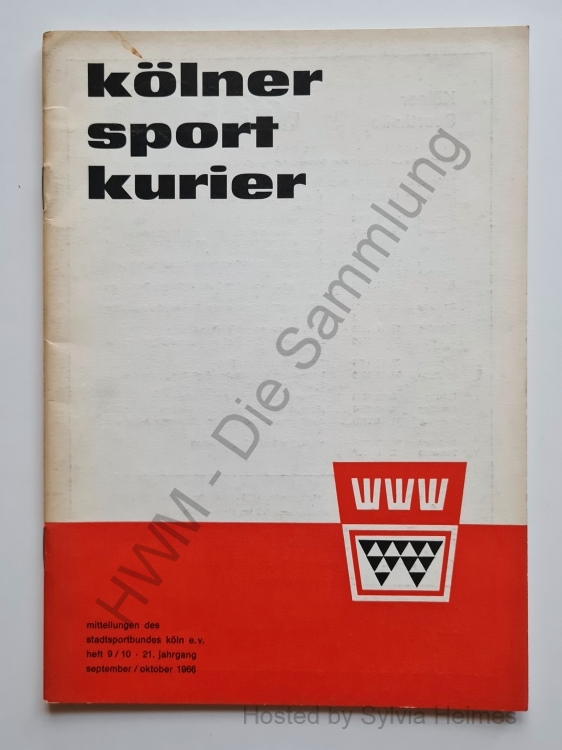 kölner
sport
kurier
HWM - Die Sammlung
mitteilungen des
stadtsportbundes köln e.v.
heft 9/10 · 21. jahrgang
september/oktober 1966
Hosted by Sylvia Heimes